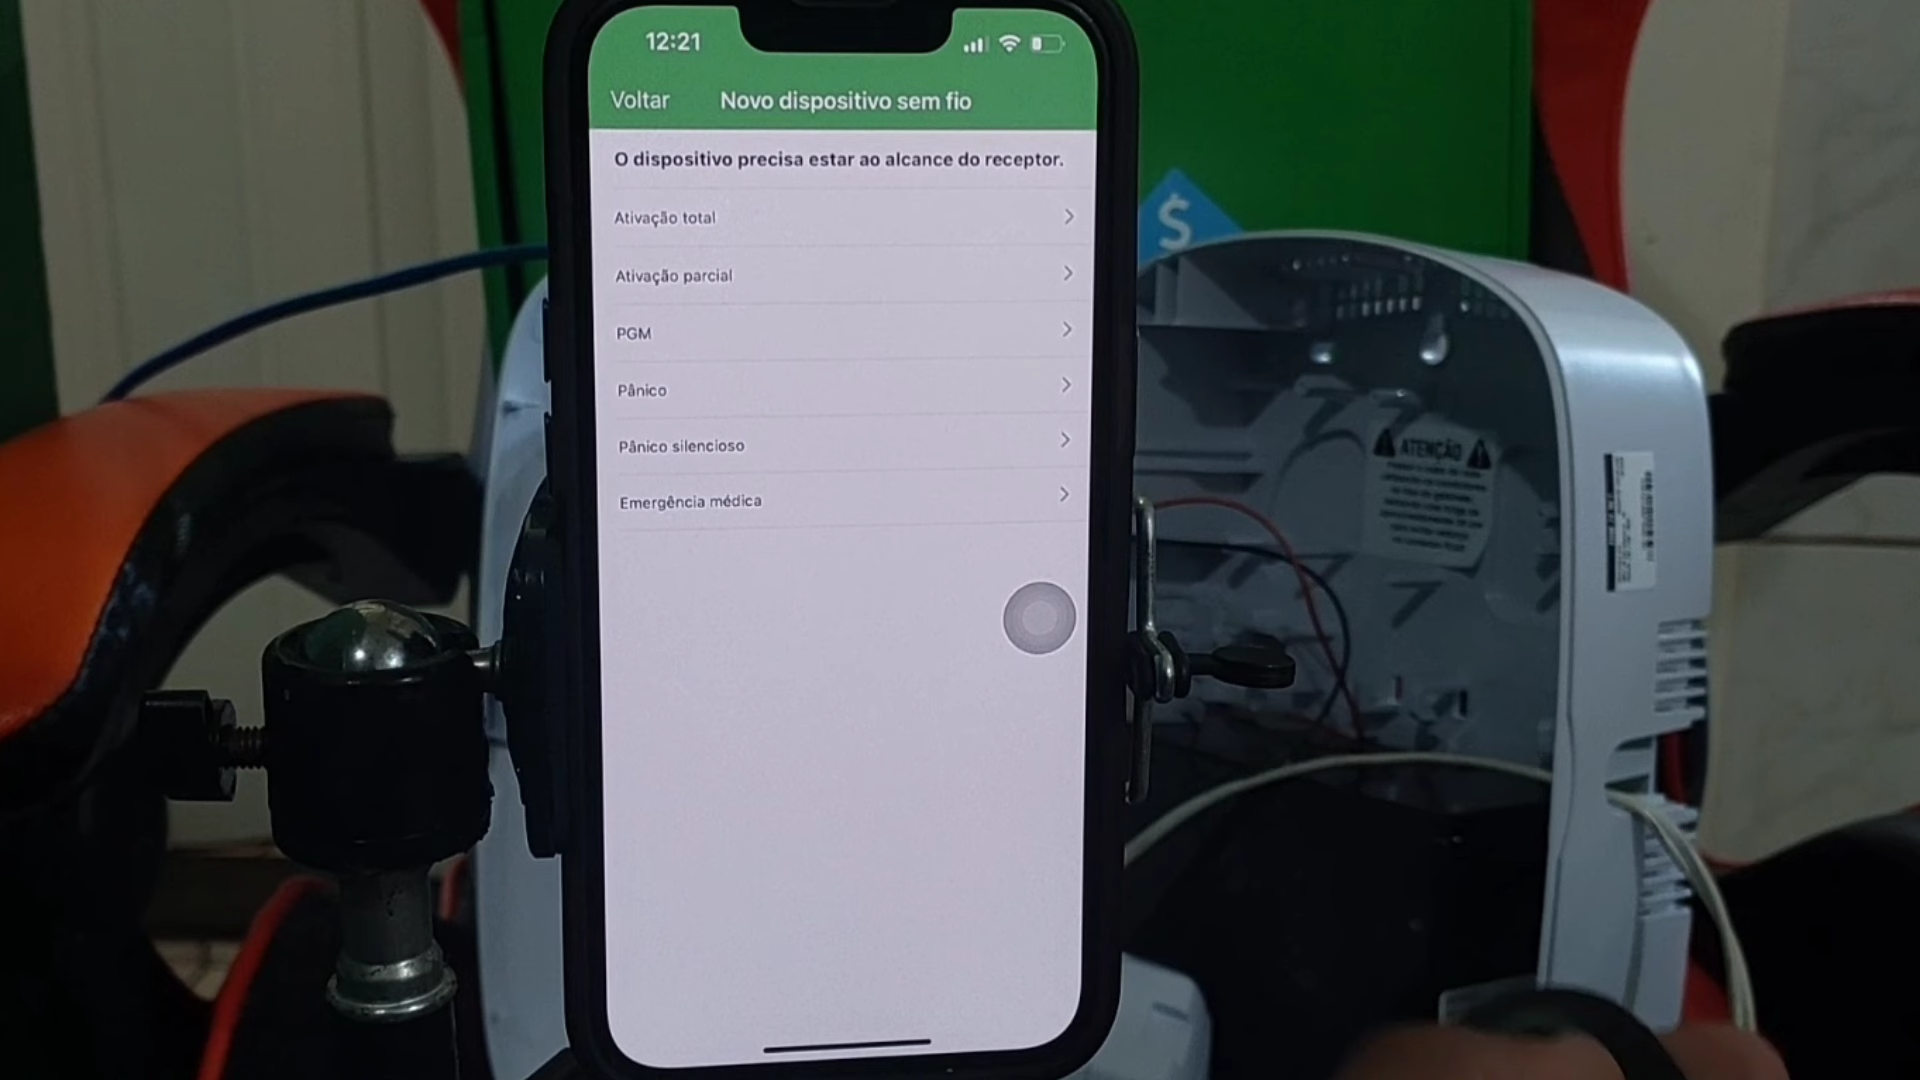 12:21
Voltar
Novo dispositivo sem fio
O dispositivo precisa estar ao alcance do receptor.
Ativação total
Ativação parcial
PGM
Pânico
Pânico silencioso
Emergência médica
$
ATENÇÃO